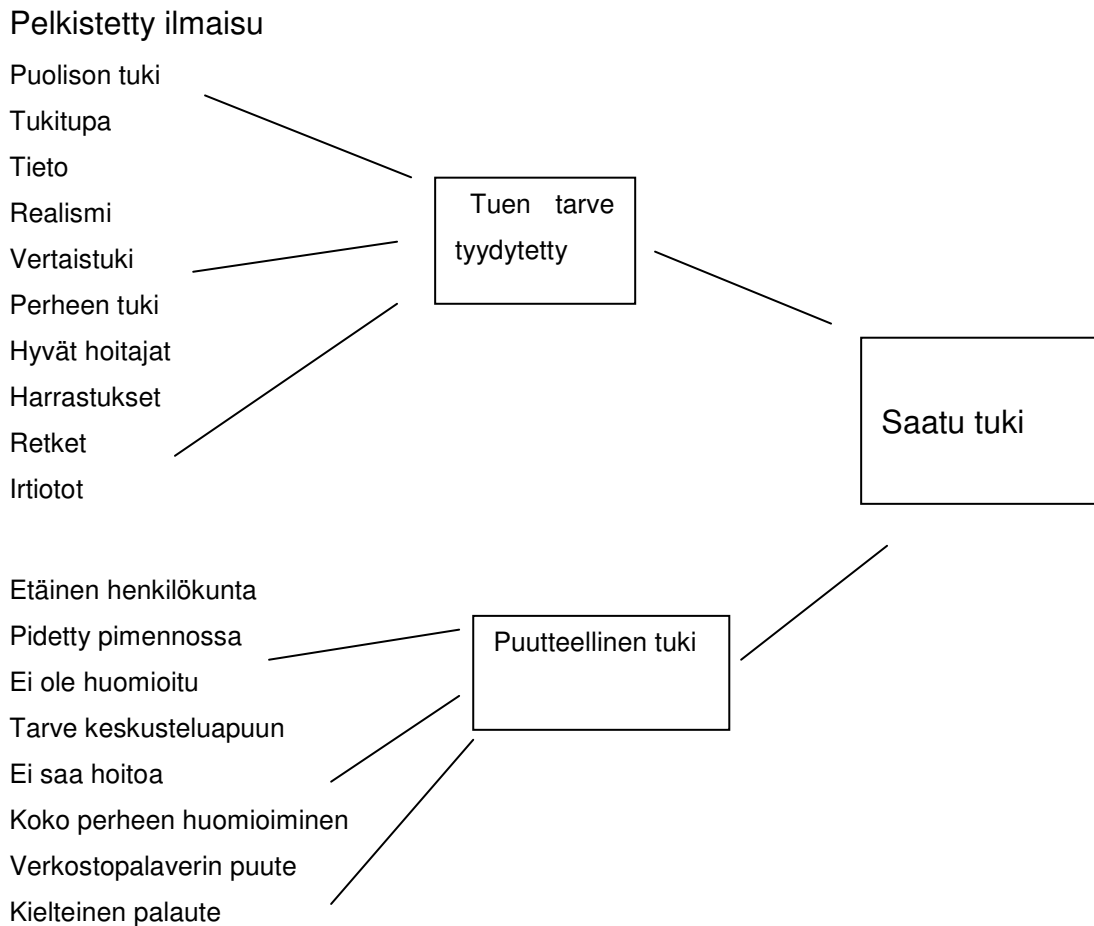 Pelkistetty ilmaisu
Puolison tuki
Tukitupa
Tieto
Realismi
Vertaistuki
Perheen tuki
Hyvät hoitajat
Harrastukset
Retket
Irtiotot
Tuen tarve
tyydytetty
Saatu tuki
Etäinen henkilökunta
Pidetty pimennossa
Ei ole huomioitu
Tarve keskusteluapuun
Ei saa hoitoa
Koko perheen huomioiminen
Verkostopalaverin puute
Kielteinen palaute
Puutteellinen tuki